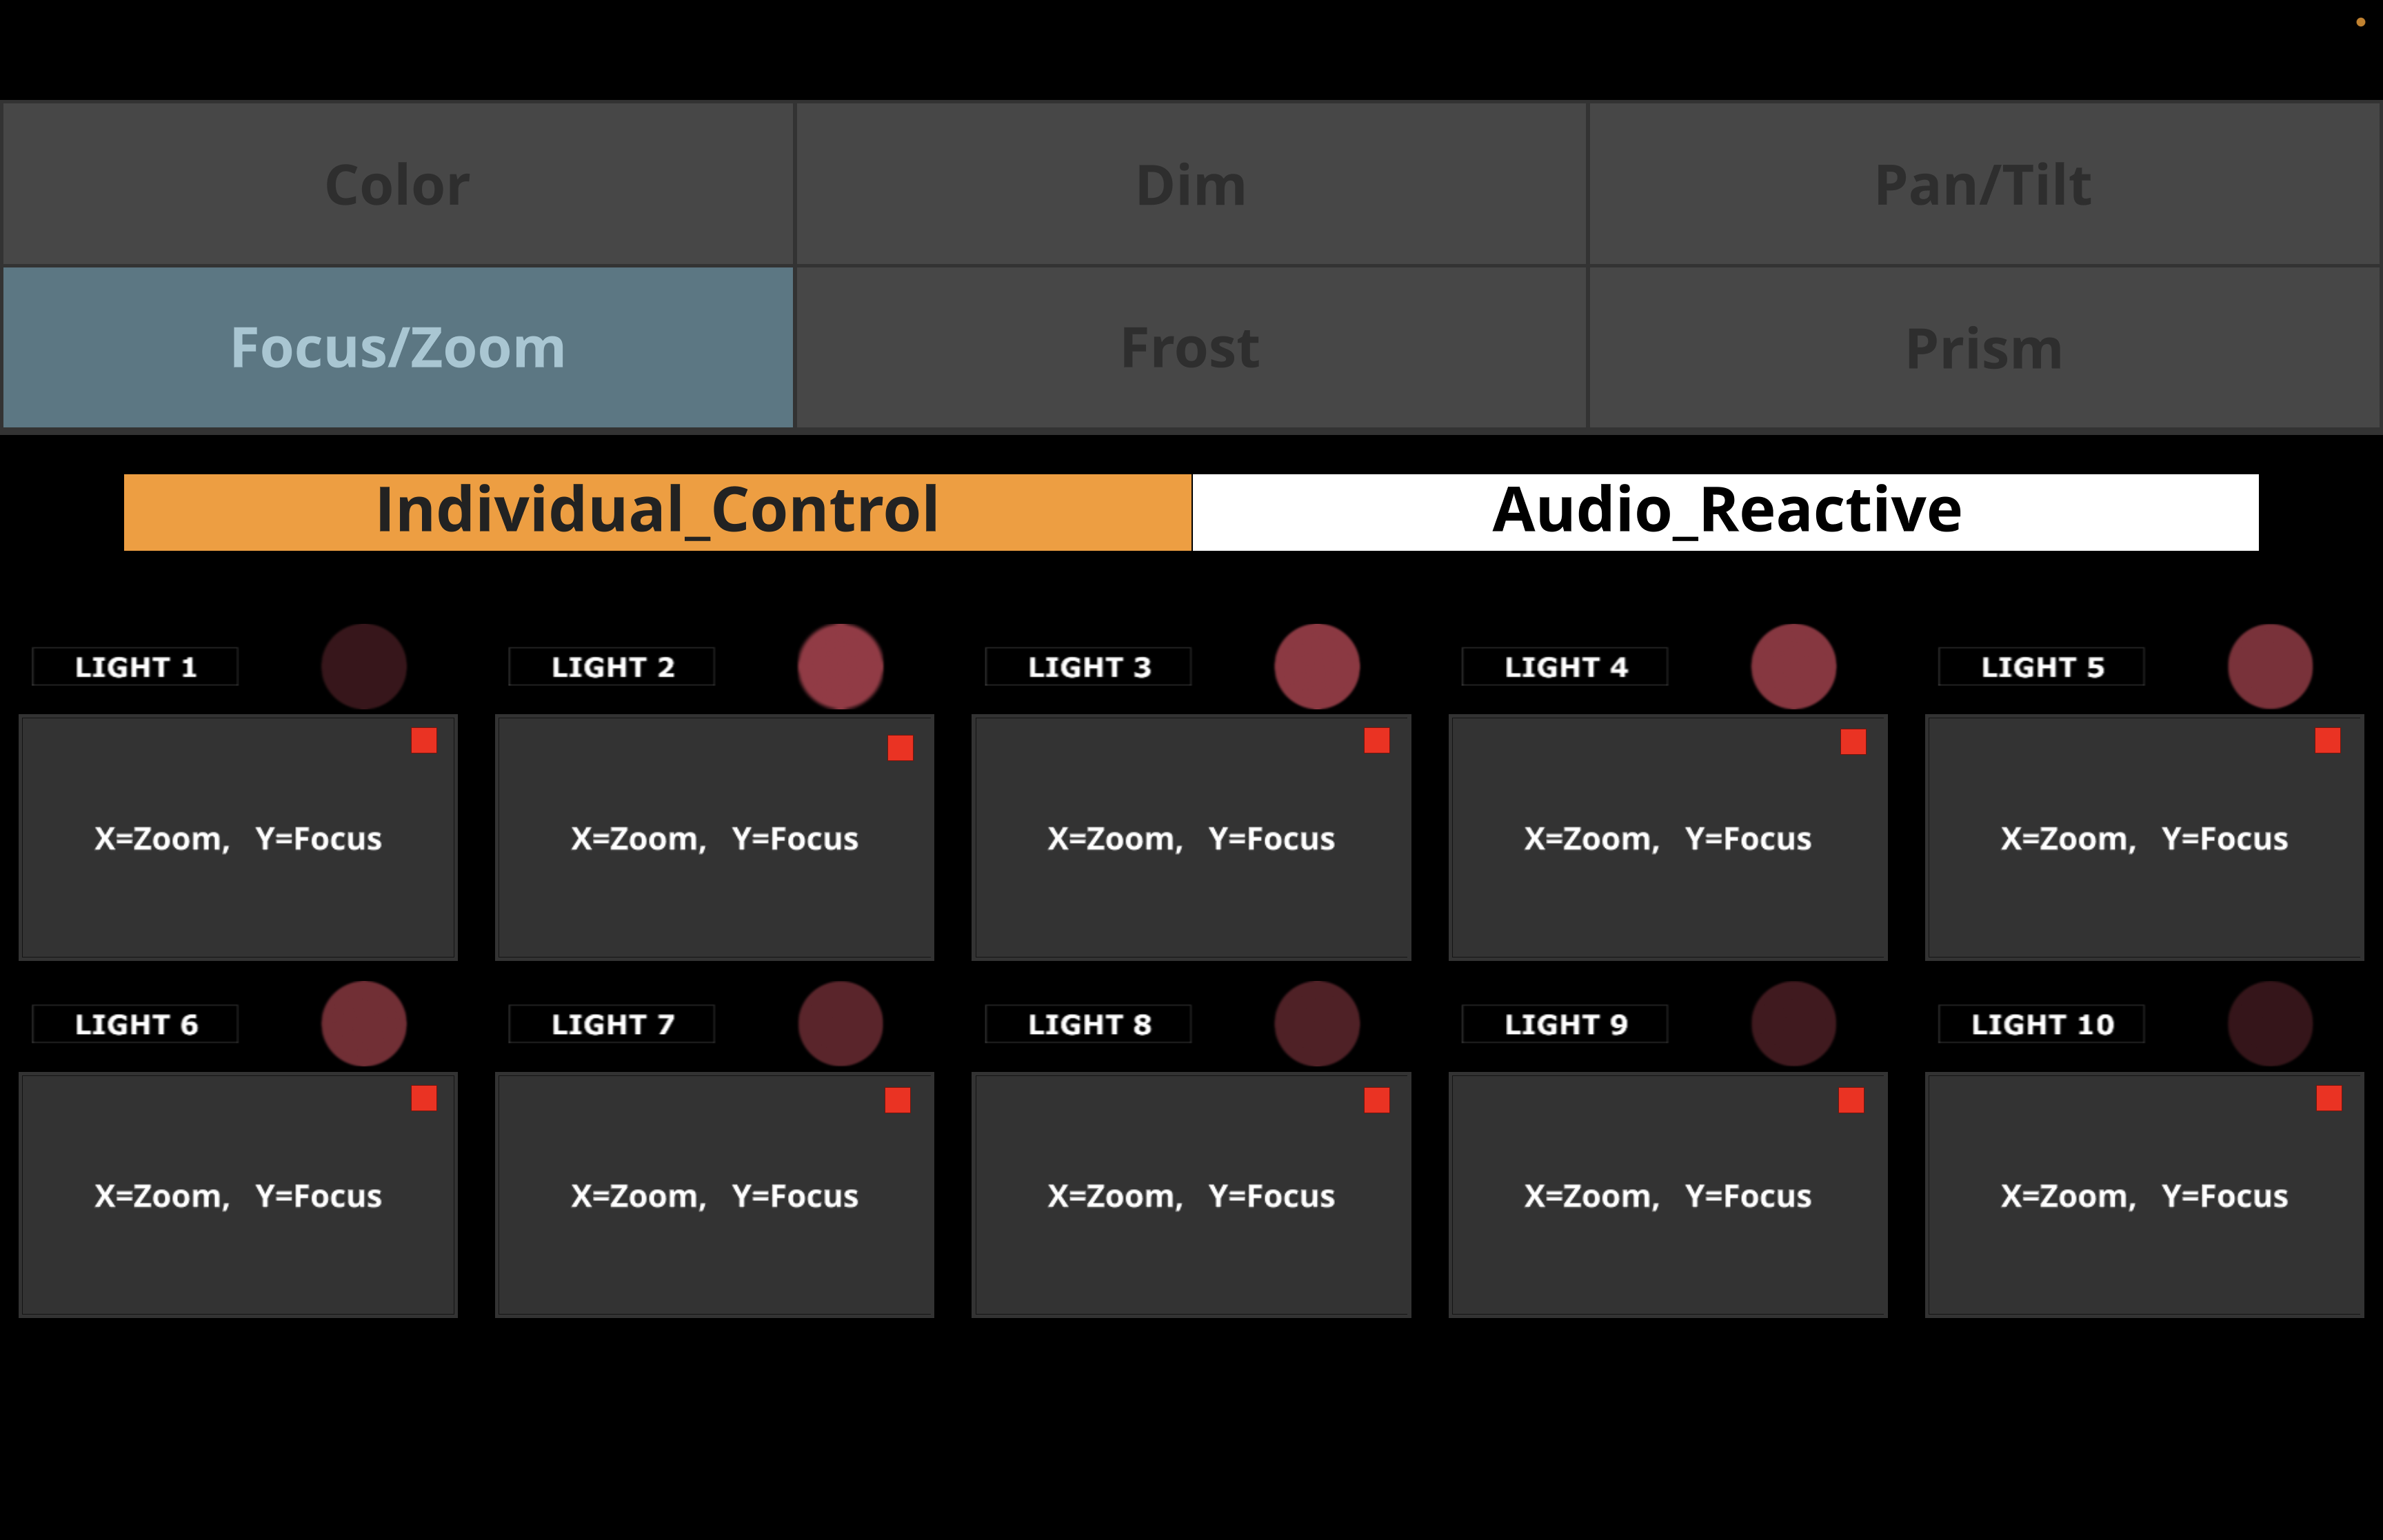 Color Dim Pan/Tilt
Focus/Zoom Frost Prism
Individual_Control Audio_Reactive
LIGHT 1 LIGHT 2 LIGHT 3 LIGHT 4 LIGHT 5
X=Zoom, Y=Focus X=Zoom, Y=Focus X=Zoom, Y=Focus X=Zoom, Y=Focus X=Zoom, Y=Focus
LIGHT 6 LIGHT 7 LIGHT 8 LIGHT 9 LIGHT 10
X=Zoom, Y=Focus X=Zoom, Y=Focus X=Zoom, Y=Focus X=Zoom, Y=Focus X=Zoom, Y=Focus